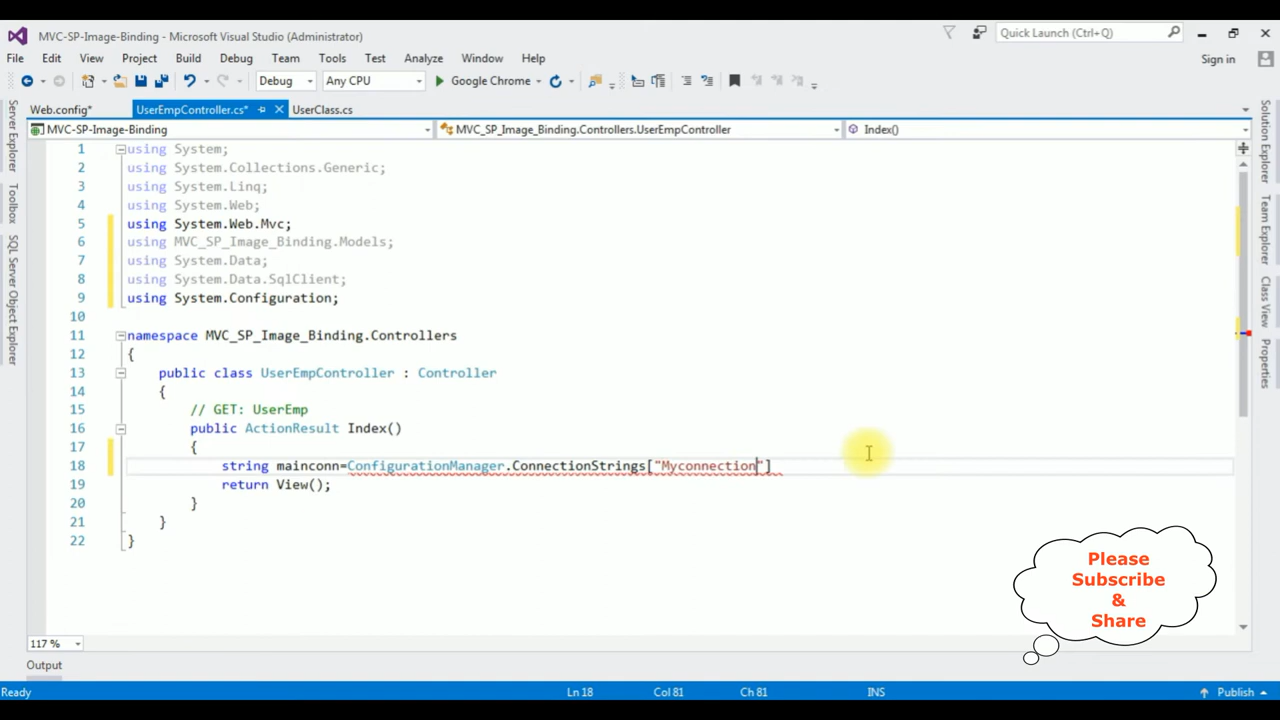 MVC-SP-Image-Binding - Microsoft Visual Studio (Administrator)
Quick Launch (Ctrl+Q)
File Edit View Project Build Debug Team Tools Test Analyze Window Help
Sign in
Debug Any CPU Google Chrome
Web.config* UserEmpController.cs* UserClass.cs
MVC-SP-Image-Binding MVC_SP_Image_Binding.Controllers.UserEmpController Index()
Server Explorer
Toolbox
SQL Server Object Explorer
Solution Explorer
Team Explorer
Class View
Properties
1 using System;
2 using System.Collections.Generic;
3 using System.Linq;
4 using System.Web;
5 using System.Web.Mvc;
6 using MVC_SP_Image_Binding.Models;
7 using System.Data;
8 using System.Data.SqlClient;
9 using System.Configuration;
10
11 namespace MVC_SP_Image_Binding.Controllers
12 {
13 public class UserEmpController : Controller
14 {
15 // GET: UserEmp
16 public ActionResult Index()
17 {
18 string mainconn=ConfigurationManager.ConnectionStrings["Myconnection"]
19 return View();
20 }
21 }
22 }
Please
Subscribe
&
Share
117 %
Output
Ready Ln 18 Col 81 Ch 81 INS Publish